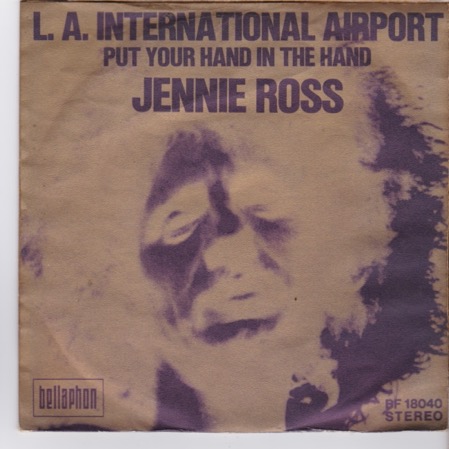 L. A. INTERNATIONAL AIRPORT
PUT YOUR HAND IN THE HAND
JENNIE ROSS
bellaphon
BF 18040
STEREO